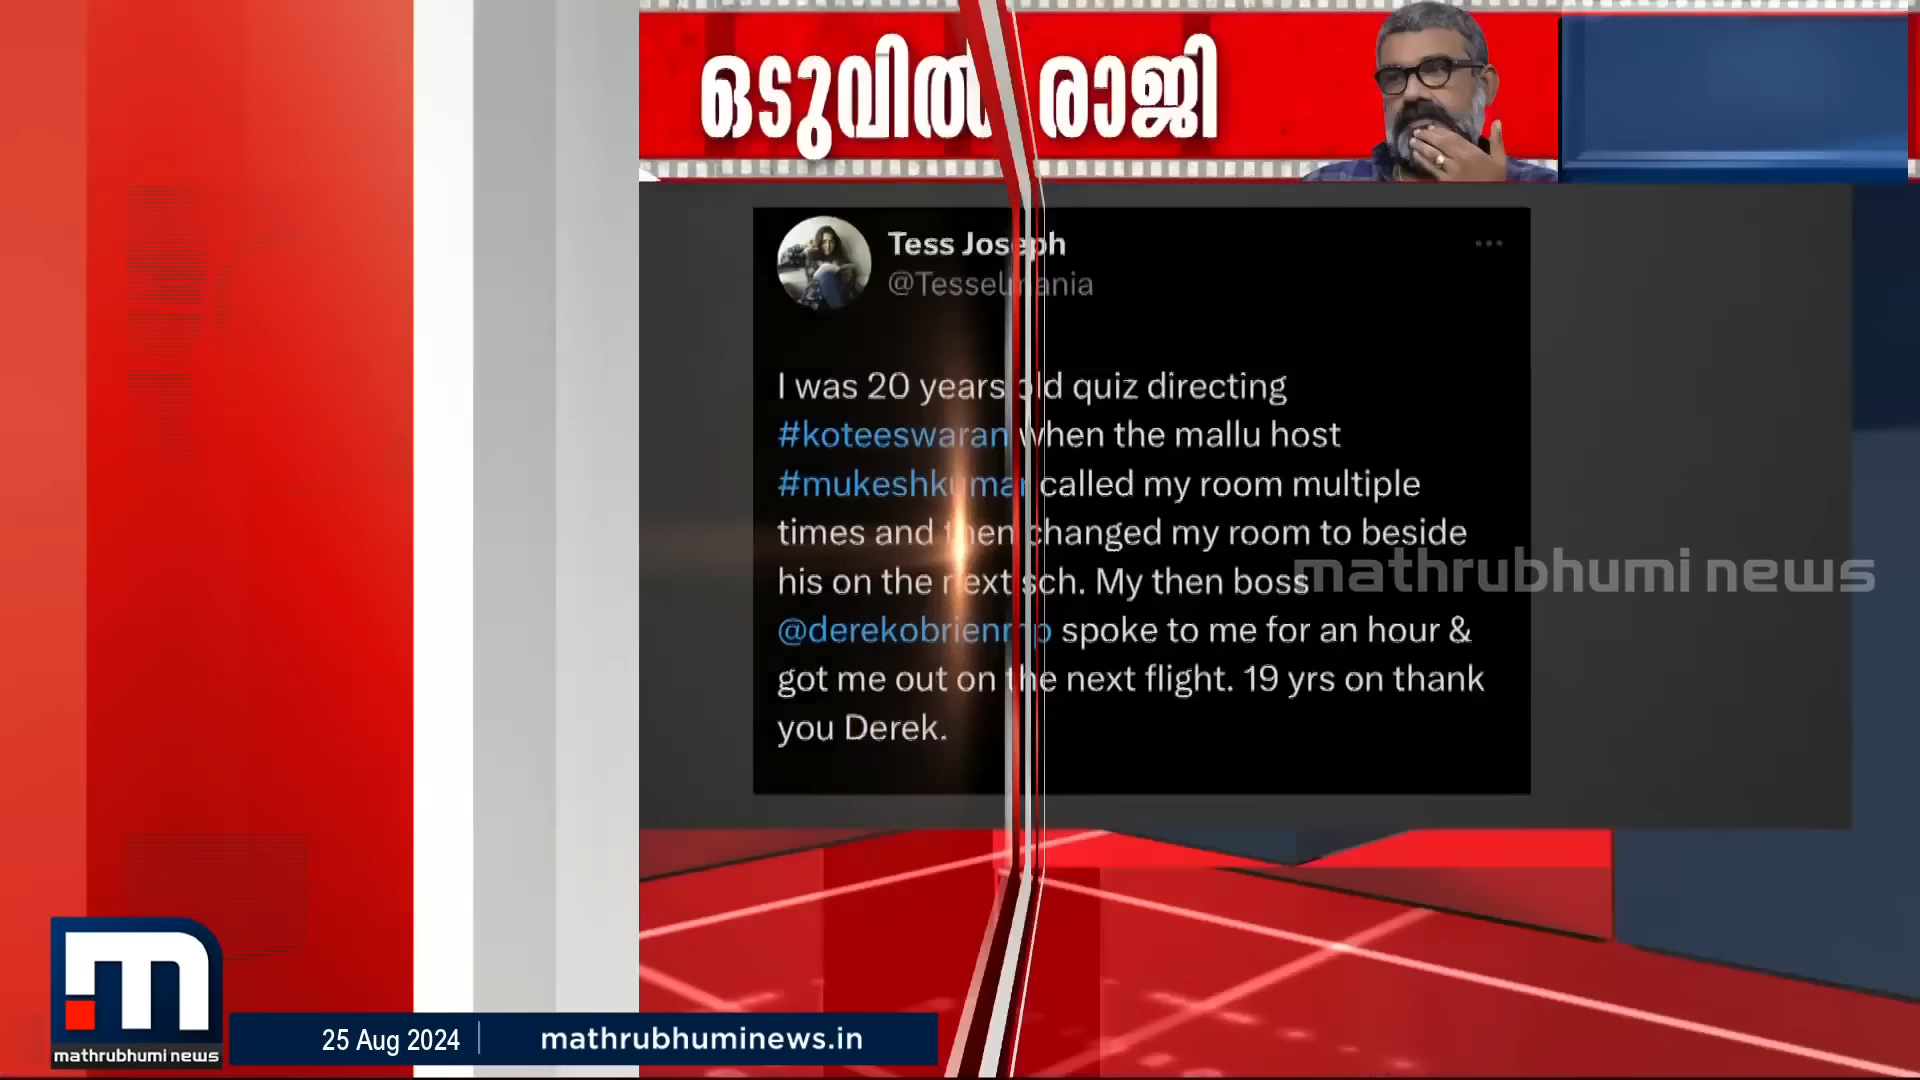 ഒടുവിൽ രാജി
Tess Joseph
@Tesselmania
I was 20 years old quiz directing
#koteeswaran when the mallu host
#mukeshkumar called my room multiple
times and then changed my room to beside
his on the next sch. My then boss
@derekobrienmp spoke to me for an hour &
got me out on the next flight. 19 yrs on thank
you Derek.
mathrubhumi news
mathrubhumi news
25 Aug 2024
mathrubhuminews.in